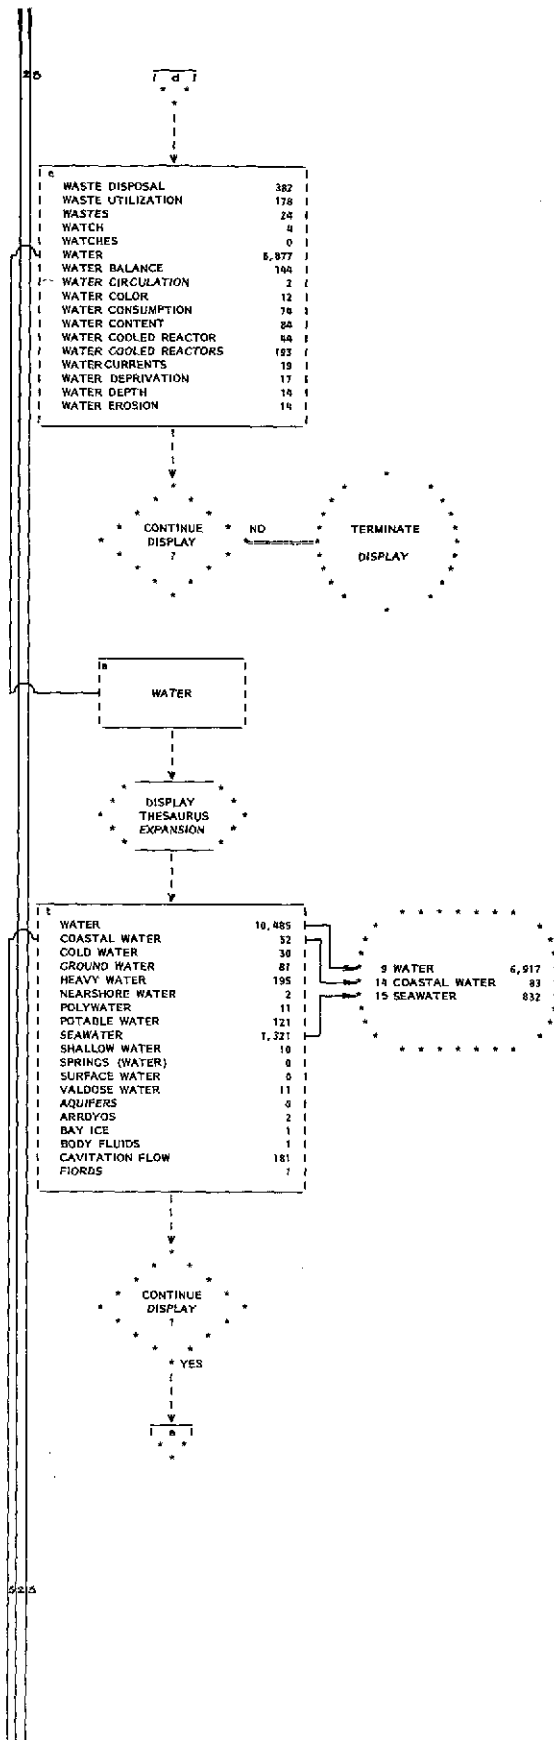 d
WASTE DISPOSAL 382
WASTE UTILIZATION 178
WASTES 24
WATCH 4
WATCHES 0
WATER 6,877
WATER BALANCE 144
WATER CIRCULATION 2
WATER COLOR 12
WATER CONSUMPTION 74
WATER CONTENT 84
WATER COOLED REACTOR 44
WATER COOLED REACTORS 193
WATER CURRENTS 19
WATER DEPRIVATION 17
WATER DEPTH 14
WATER EROSION 14
CONTINUE
DISPLAY
?
NO
TERMINATE
DISPLAY
WATER
DISPLAY
THESAURUS
EXPANSION
t
WATER 10,485
COASTAL WATER 52
COLD WATER 30
GROUND WATER 87
HEAVY WATER 195
NEARSHORE WATER 2
POLYWATER 11
POTABLE WATER 121
SEAWATER 1,321
SHALLOW WATER 10
SPRINGS (WATER) 0
SURFACE WATER 0
VALDOSE WATER 11
AQUIFERS
ARROYOS 2
BAY ICE 1
BODY FLUIDS 1
CAVITATION FLOW 181
FIORDS
9 WATER 6,917
14 COASTAL WATER 83
15 SEAWATER 832
CONTINUE
DISPLAY
?
YES